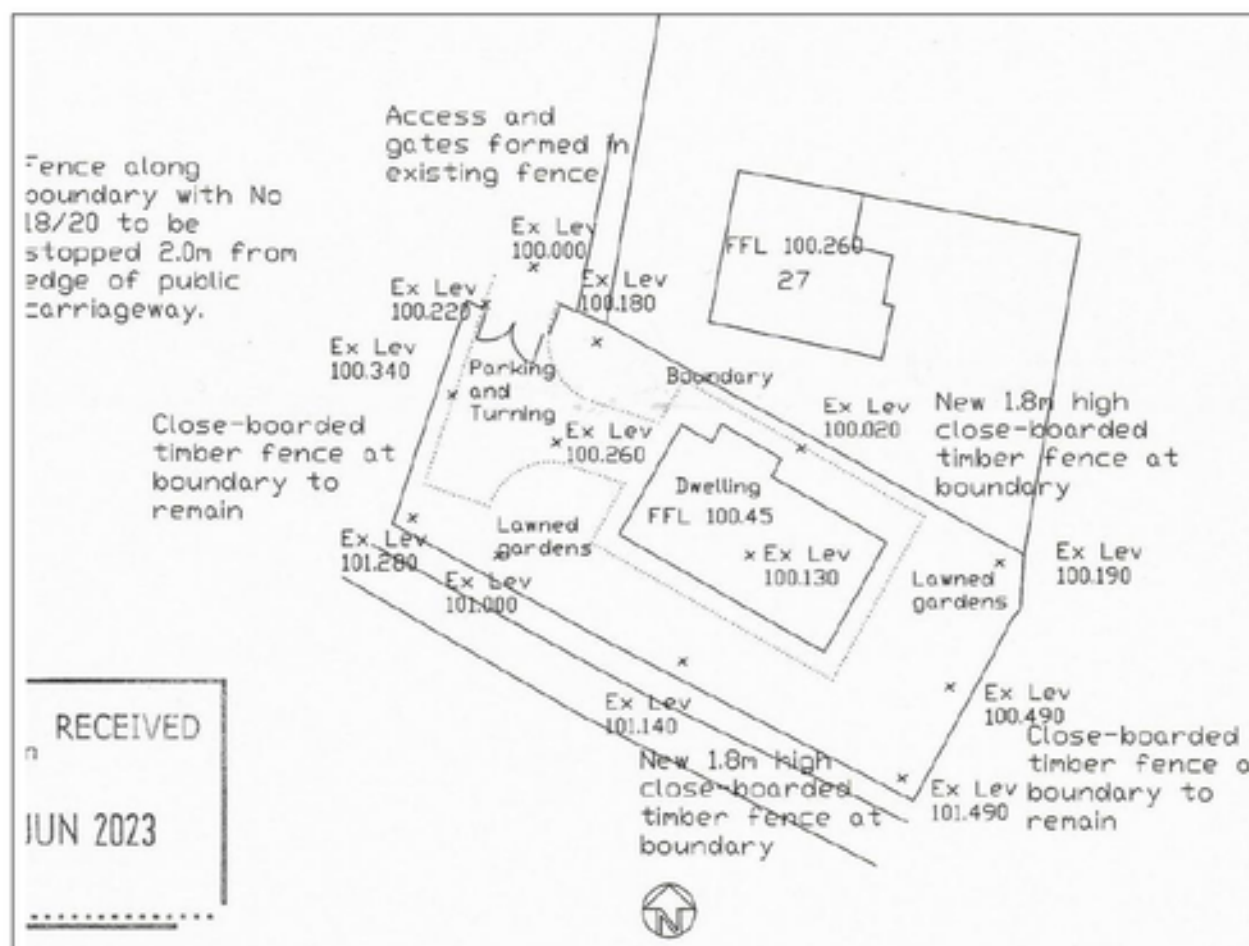 Access and
gates formed in
existing fence
Fence along
boundary with No
18/20 to be
stopped 2.0m from
edge of public
carriageway.
Ex Lev
100.000
Ex Lev
100.220
Ex Lev
100.180
FFL 100.260
27
Ex Lev
100.340
Parking
and
Turning
Boundary
Close-boarded
timber fence at
boundary to
remain
Ex Lev
100.260
Ex Lev
100.020
New 1.8m high
close-boarded
timber fence at
boundary
Dwelling
FFL 100.45
Ex Lev
100.130
Lawned
gardens
Ex Lev
101.280
Ex Lev
101.000
Lawned
gardens
Ex Lev
100.190
Ex Lev
101.140
Ex Lev
100.490
New 1.8m high
close-boarded
timber fence at
boundary
Ex Lev
101.490
Close-boarded
timber fence a
boundary to
remain
RECEIVED
n
JUN 2023
N